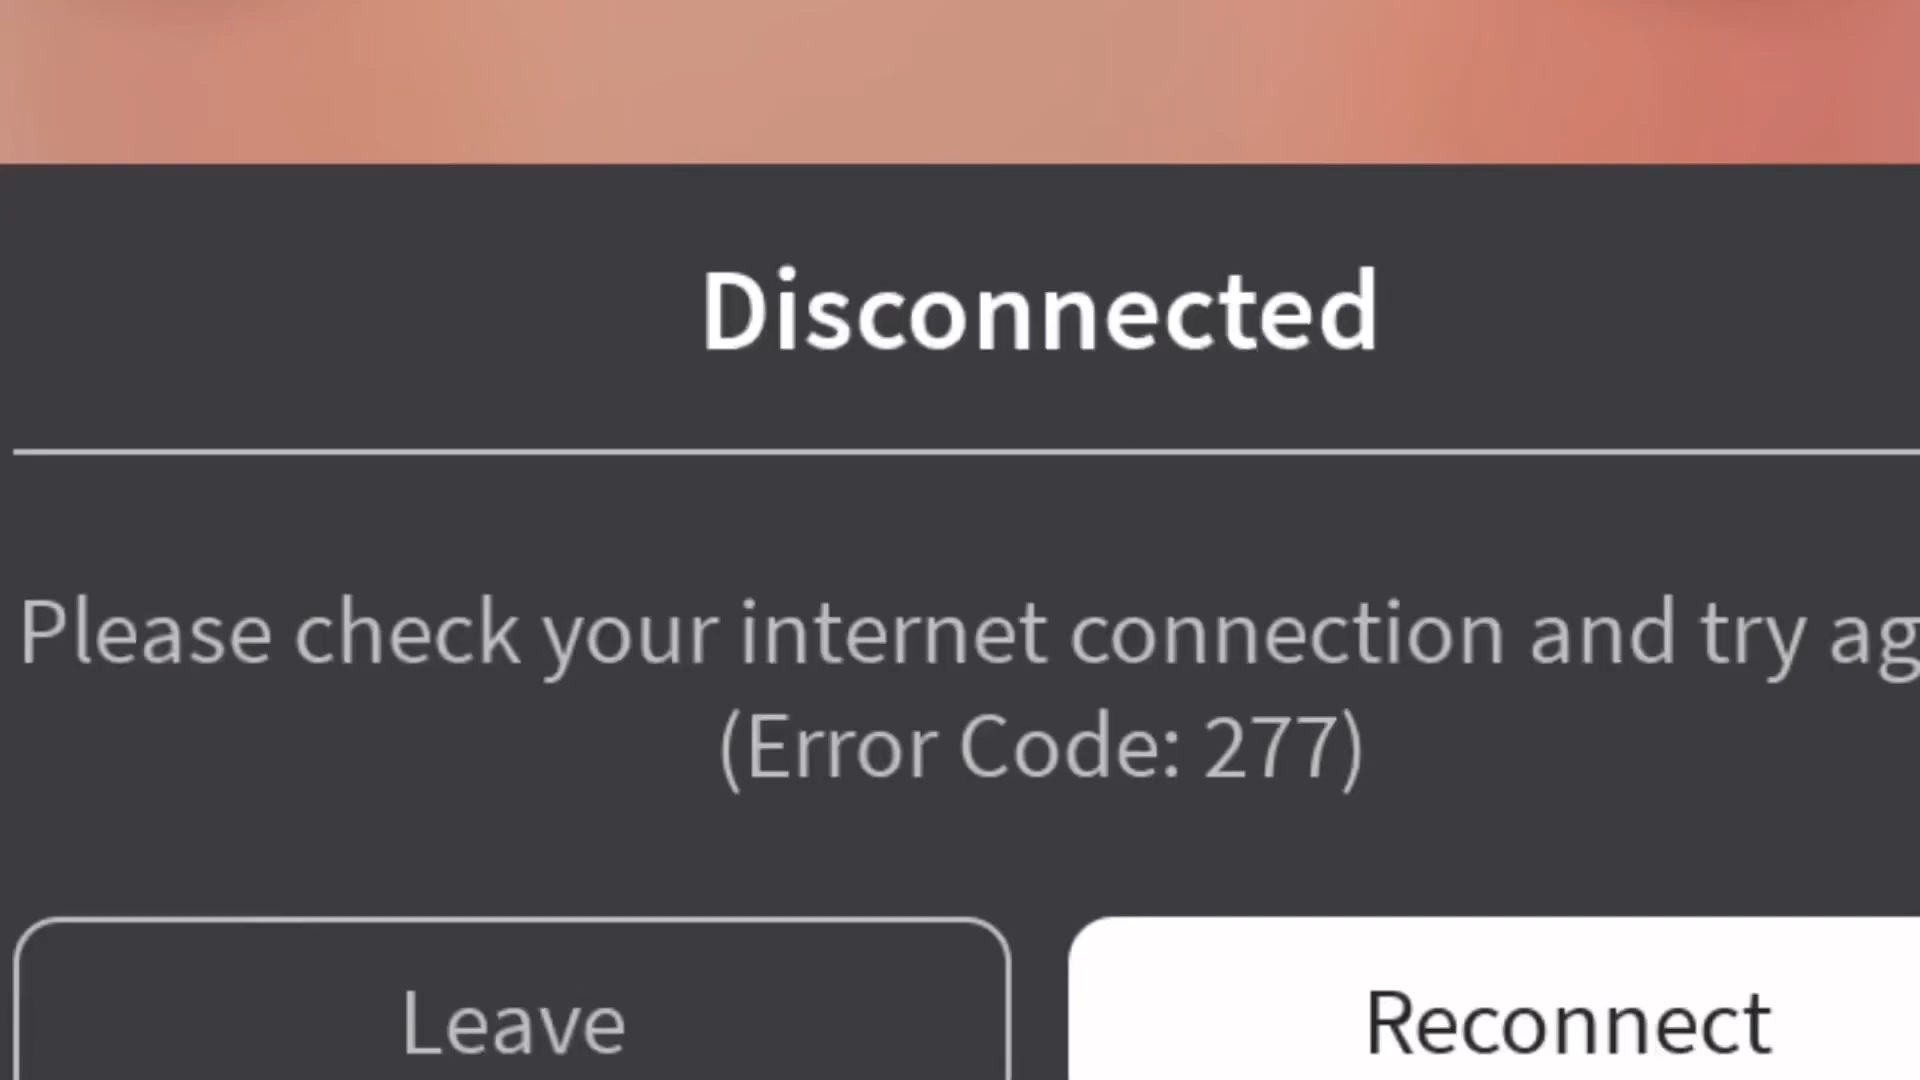 Disconnected
Please check your internet connection and try ag
(Error Code: 277)
Leave
Reconnect